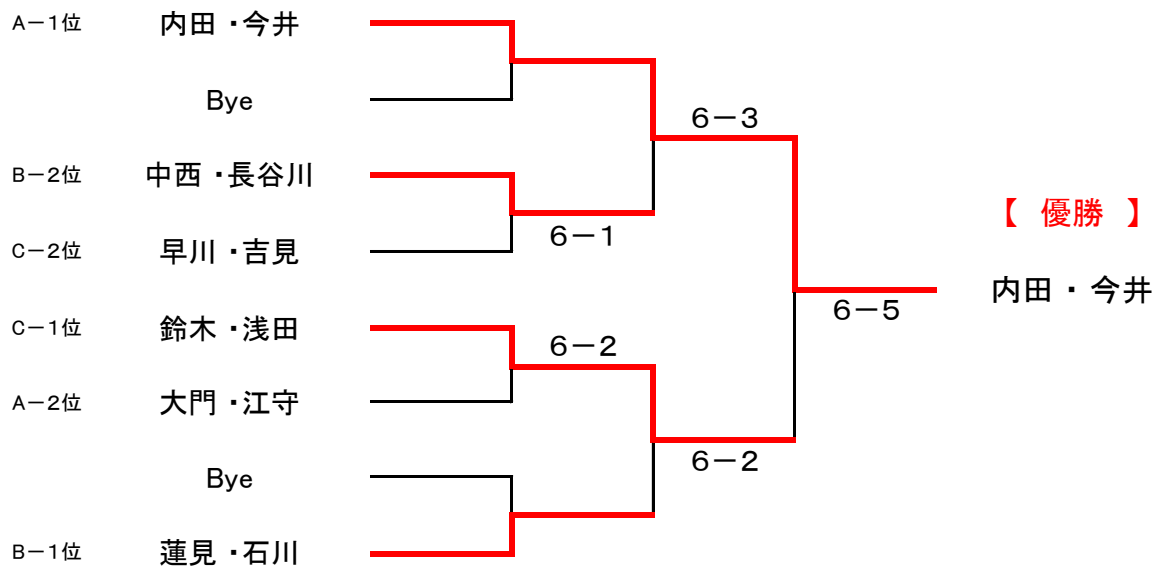 A－1位 内田・今井
Bye
6－3
B－2位 中西・長谷川
【 優勝 】
6－1
C－2位 早川・吉見
内田・今井
6－5
C－1位 鈴木・浅田
6－2
A－2位 大門・江守
6－2
Bye
B－1位 蓮見・石川